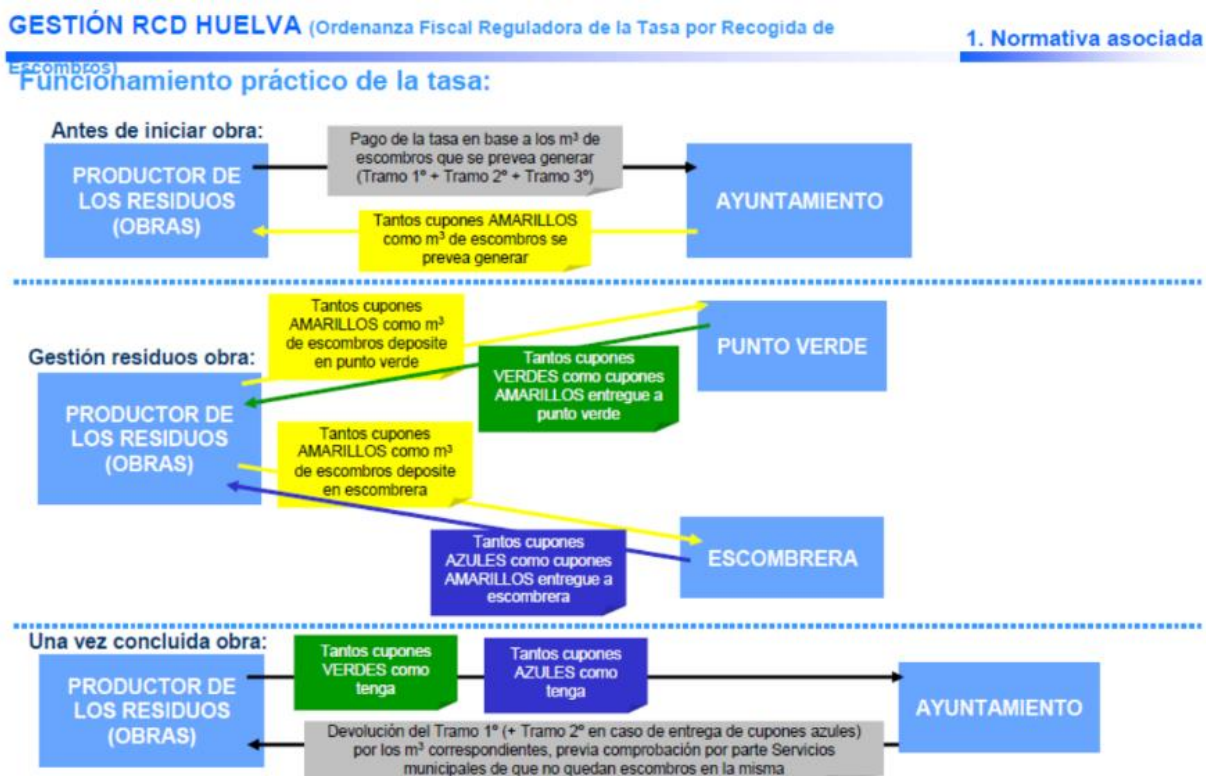 GESTIÓN RCD HUELVA (Ordenanza Fiscal Reguladora de la Tasa por Recogida de
Escombros)
1. Normativa asociada
Funcionamiento práctico de la tasa:
Antes de iniciar obra:
PRODUCTOR DE
LOS RESIDUOS
(OBRAS)
Pago de la tasa en base a los m³ de
escombros que se prevea generar
(Tramo 1º + Tramo 2º + Tramo 3º)
AYUNTAMIENTO
Tantos cupones AMARILLOS
como m³ de escombros se
prevea generar
Gestión residuos obra:
PRODUCTOR DE
LOS RESIDUOS
(OBRAS)
Tantos cupones
AMARILLOS como m³
de escombros deposite
en punto verde
Tantos cupones
VERDES como cupones
AMARILLOS entregue a
punto verde
PUNTO VERDE
Tantos cupones
AMARILLOS como m³
de escombros deposite
en escombrera
Tantos cupones
AZULES como cupones
AMARILLOS entregue a
escombrera
ESCOMBRERA
Una vez concluida obra:
PRODUCTOR DE
LOS RESIDUOS
(OBRAS)
Tantos cupones
VERDES como
tenga
Tantos cupones
AZULES como
tenga
AYUNTAMIENTO
Devolución del Tramo 1º (+ Tramo 2º en caso de entrega de cupones azules)
por los m³ correspondientes, previa comprobación por parte Servicios
municipales de que no quedan escombros en la misma